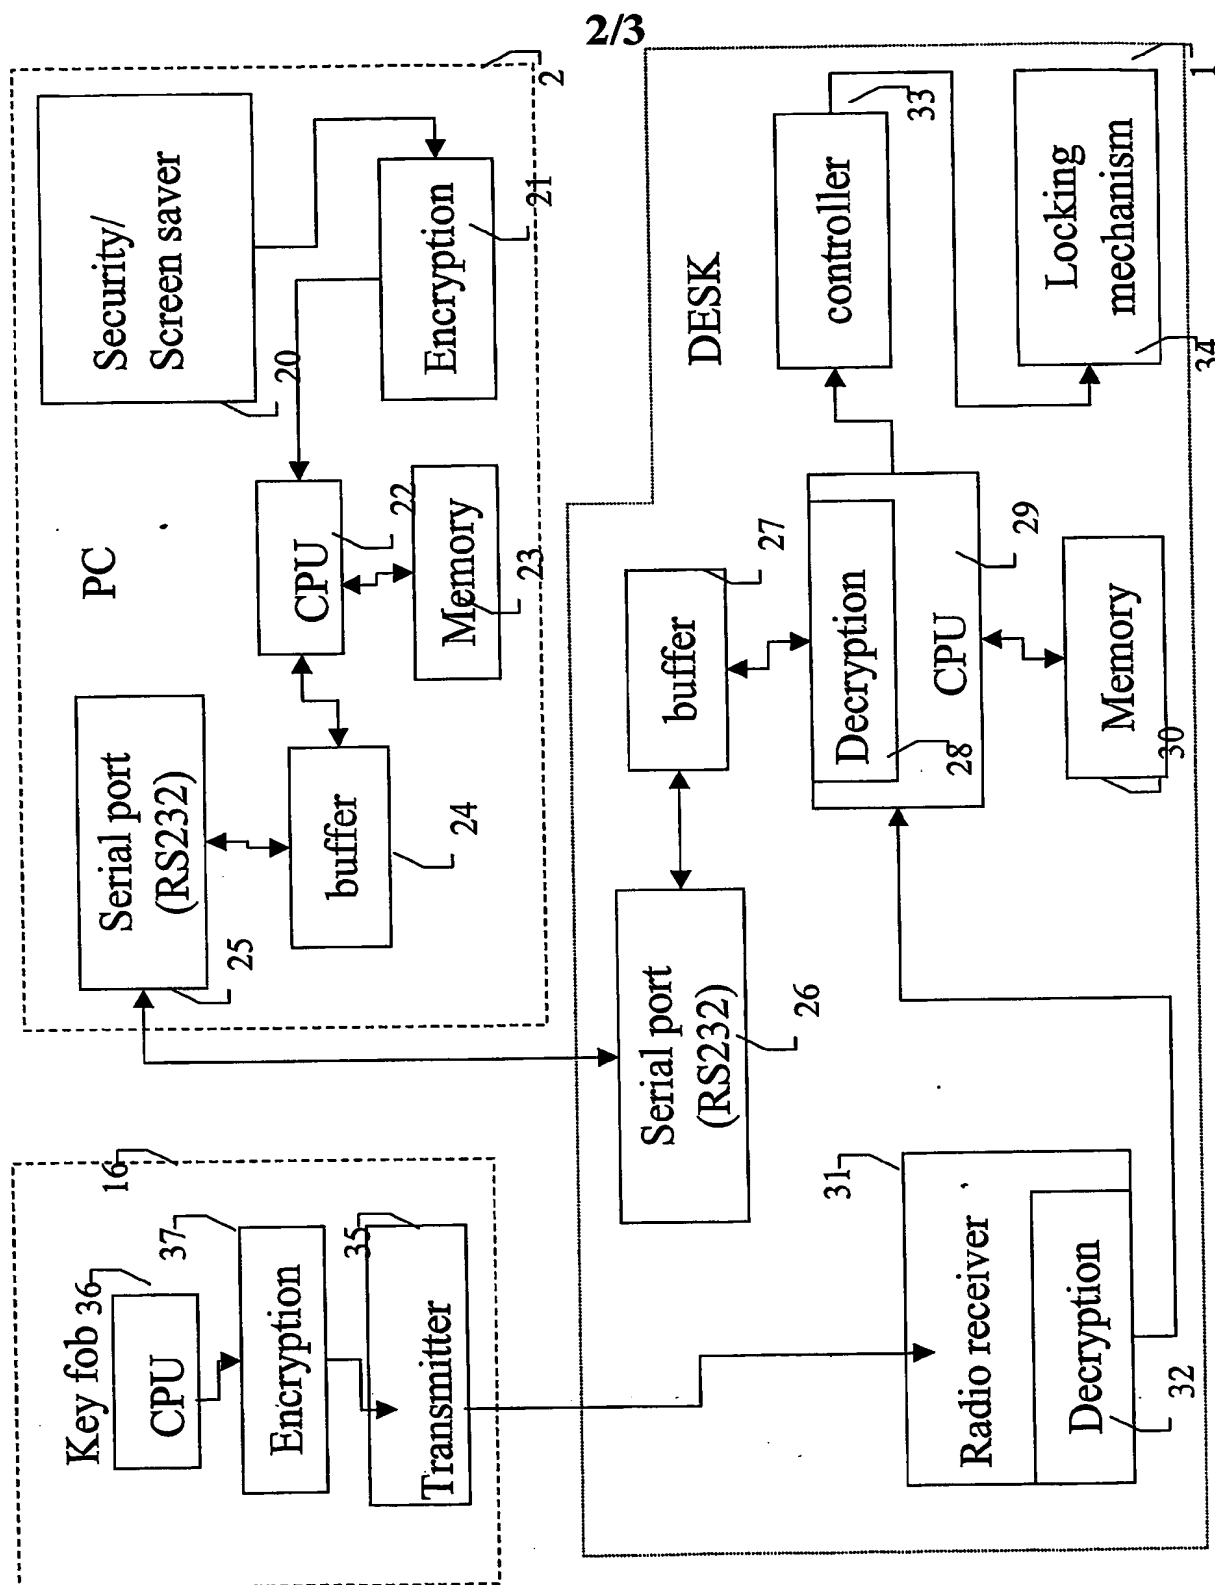 2/3
Key fob
36
CPU
37
Encryption
35
Transmitter
16
PC
Serial port
(RS232)
25
buffer
24
CPU
22
Memory
23
Security/
Screen saver
20
Encryption
21
2
DESK
Radio receiver
31
Decryption
32
Serial port
(RS232)
26
buffer
27
Decryption
28
CPU
29
Memory
30
controller
33
Locking
mechanism
34
1